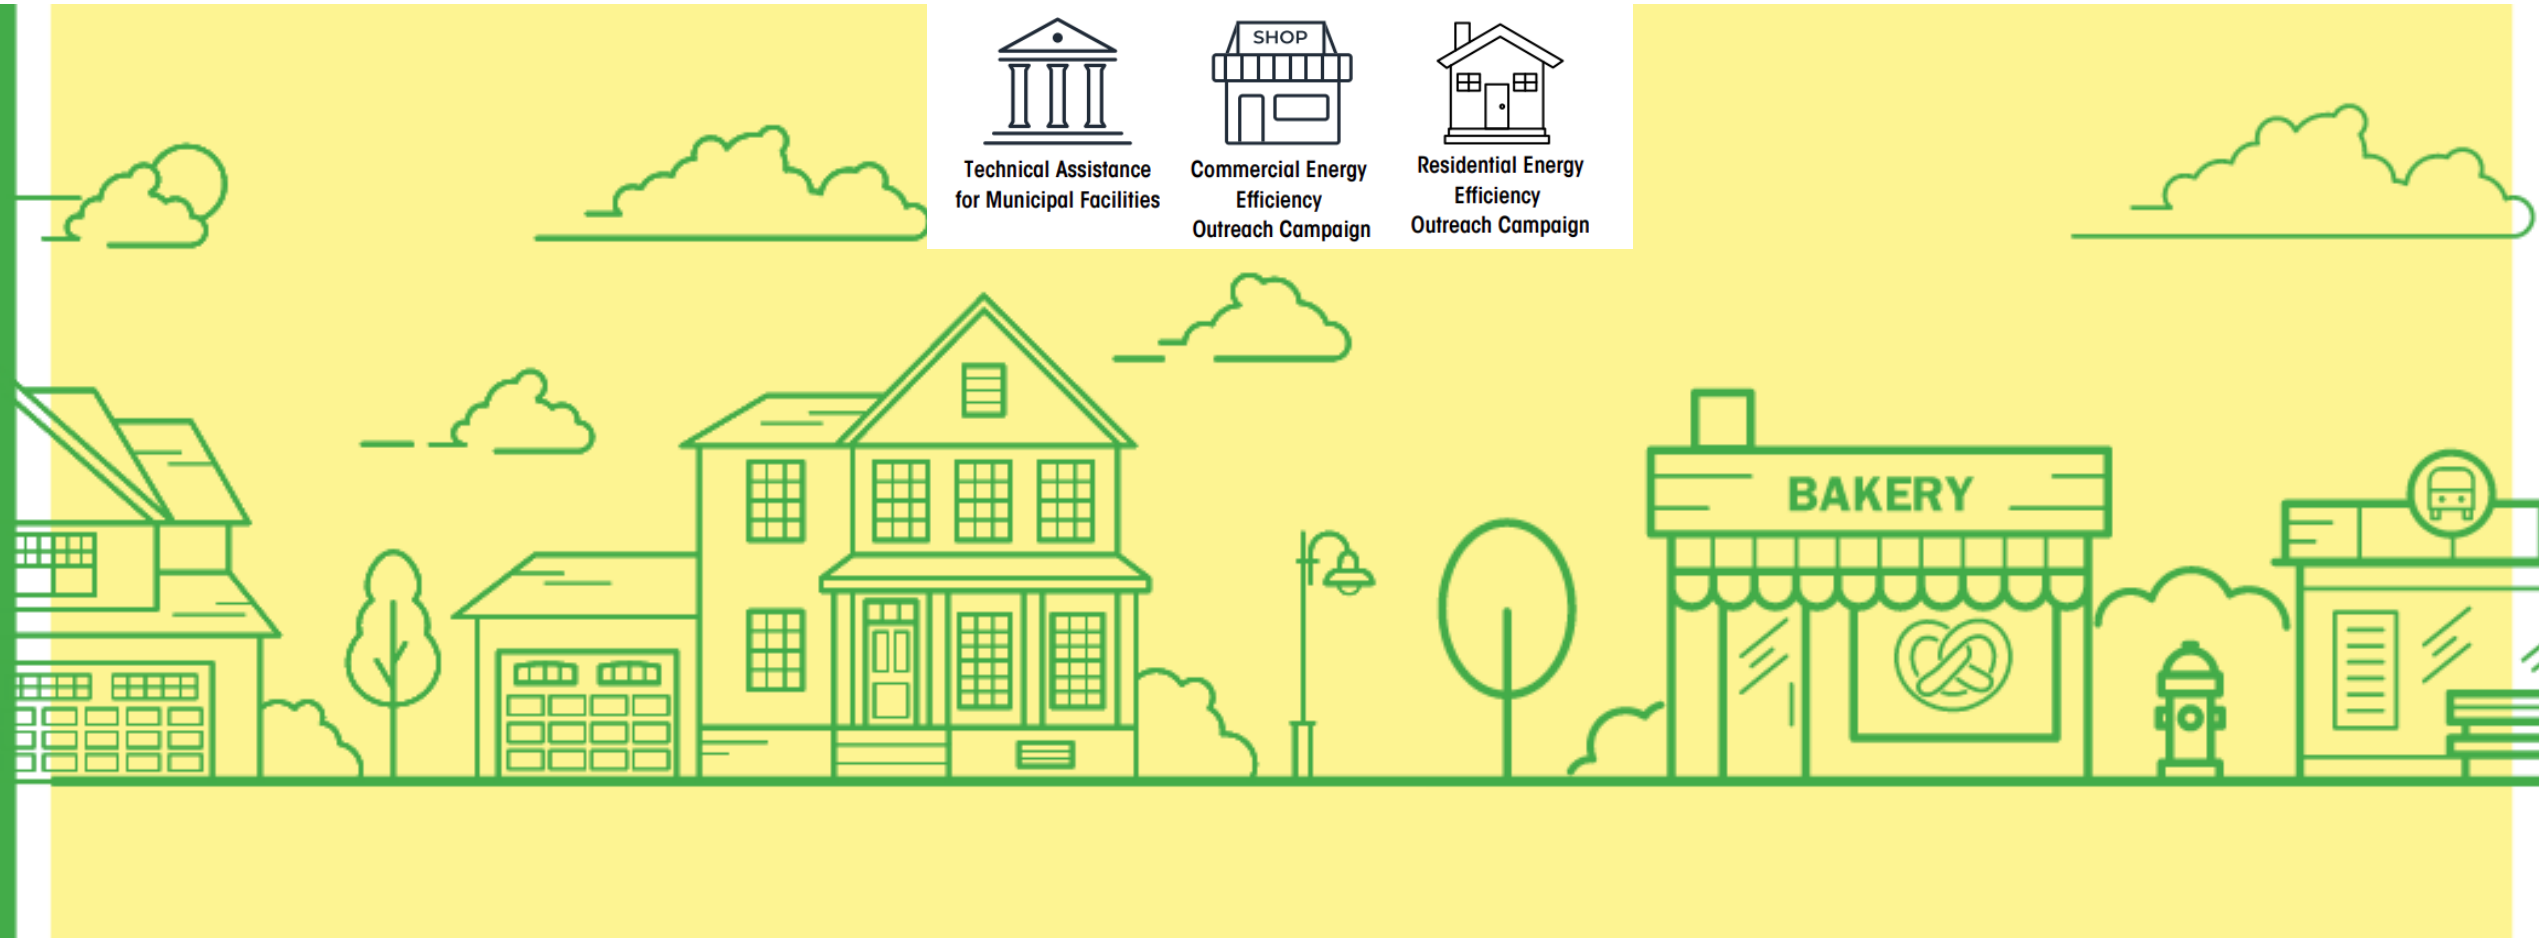 SHOP
Technical Assistance
for Municipal Facilities
Commercial Energy
Efficiency
Outreach Campaign
Residential Energy
Efficiency
Outreach Campaign
BAKERY